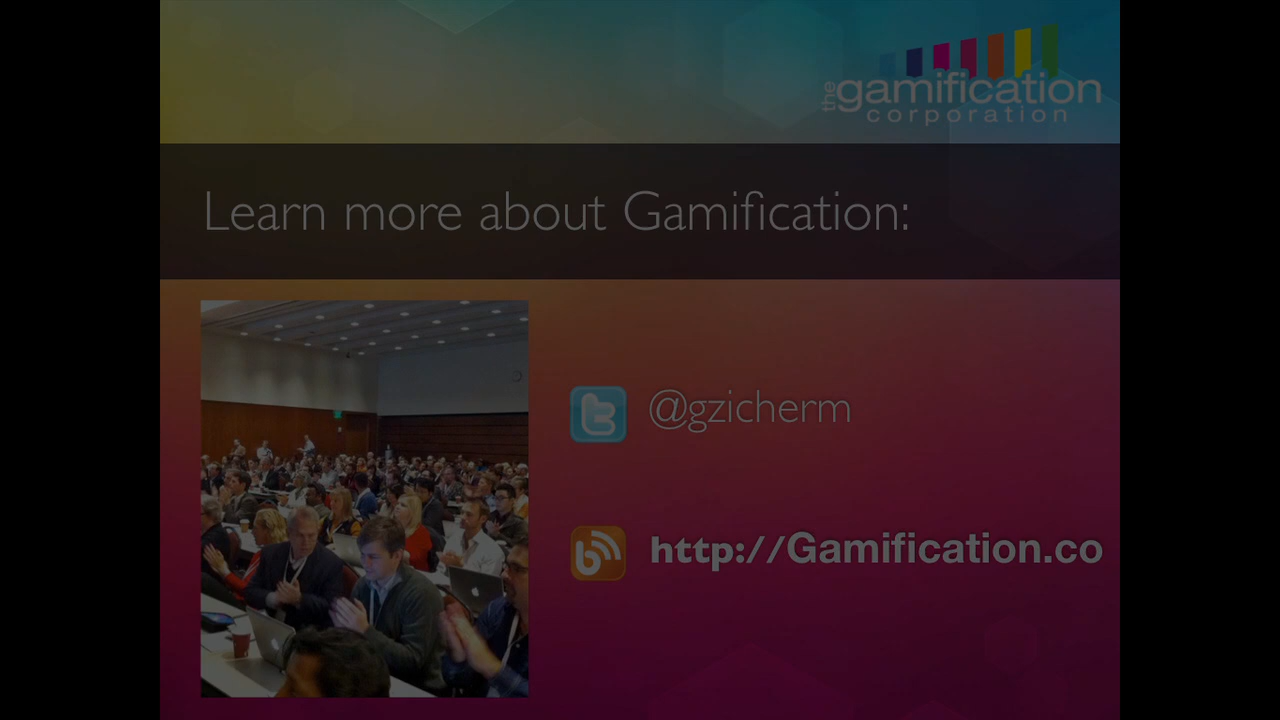 the
gamification
corporation
Learn more about Gamification:
@gzicherm
http://Gamification.co